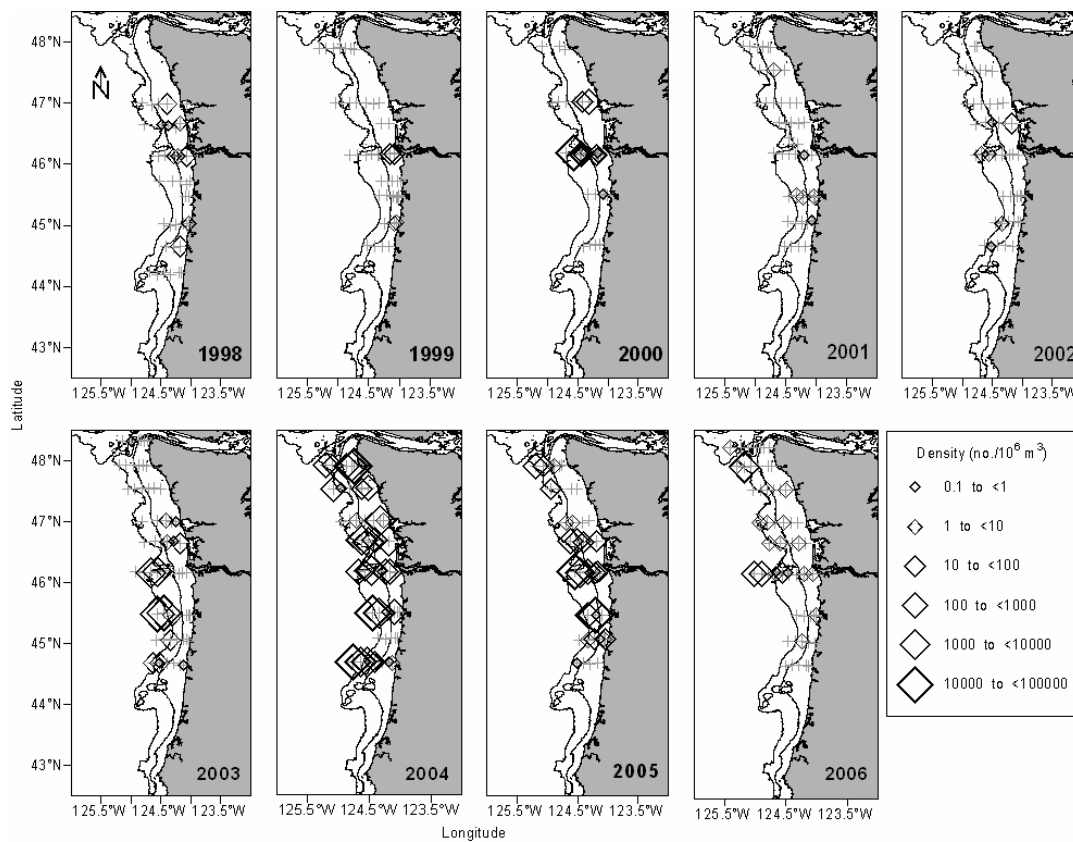 48°N
47°N
46°N
45°N
44°N
43°N
N
1998
1999
2000
2001
2002
125.5°W 124.5°W 123.5°W
125.5°W 124.5°W 123.5°W
125.5°W 124.5°W 123.5°W
125.5°W 124.5°W 123.5°W
125.5°W 124.5°W 123.5°W
Latitude
48°N
47°N
46°N
45°N
44°N
43°N
2003
2004
2005
2006
125.5°W 124.5°W 123.5°W
125.5°W 124.5°W 123.5°W
125.5°W 124.5°W 123.5°W
125.5°W 124.5°W 123.5°W
Longitude
Density (no./10⁶ m³)
0.1 to <1
1 to <10
10 to <100
100 to <1000
1000 to <10000
10000 to <100000